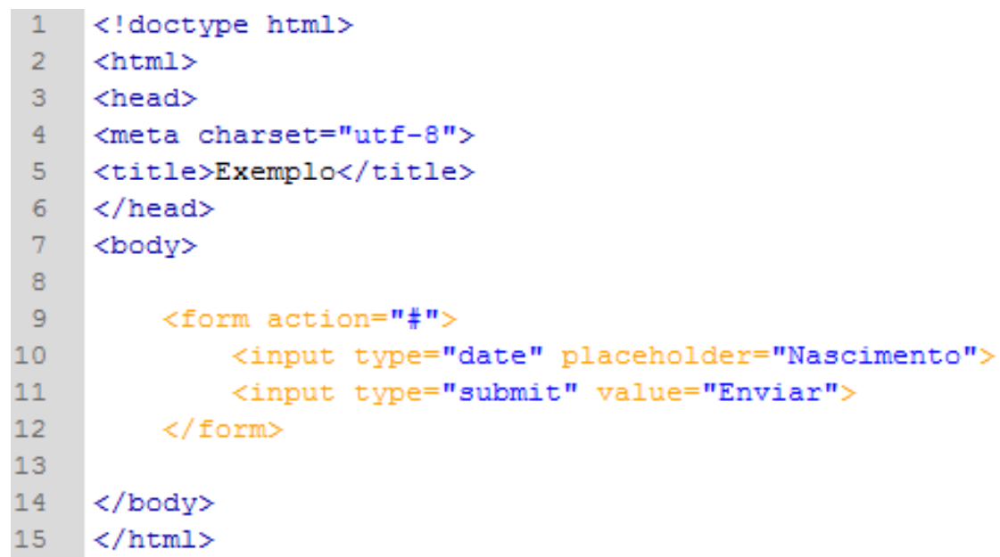 1 <!doctype html>
2 <html>
3 <head>
4 <meta charset="utf-8">
5 <title>Exemplo</title>
6 </head>
7 <body>
8
9 <form action="#">
10 <input type="date" placeholder="Nascimento">
11 <input type="submit" value="Enviar">
12 </form>
13
14 </body>
15 </html>